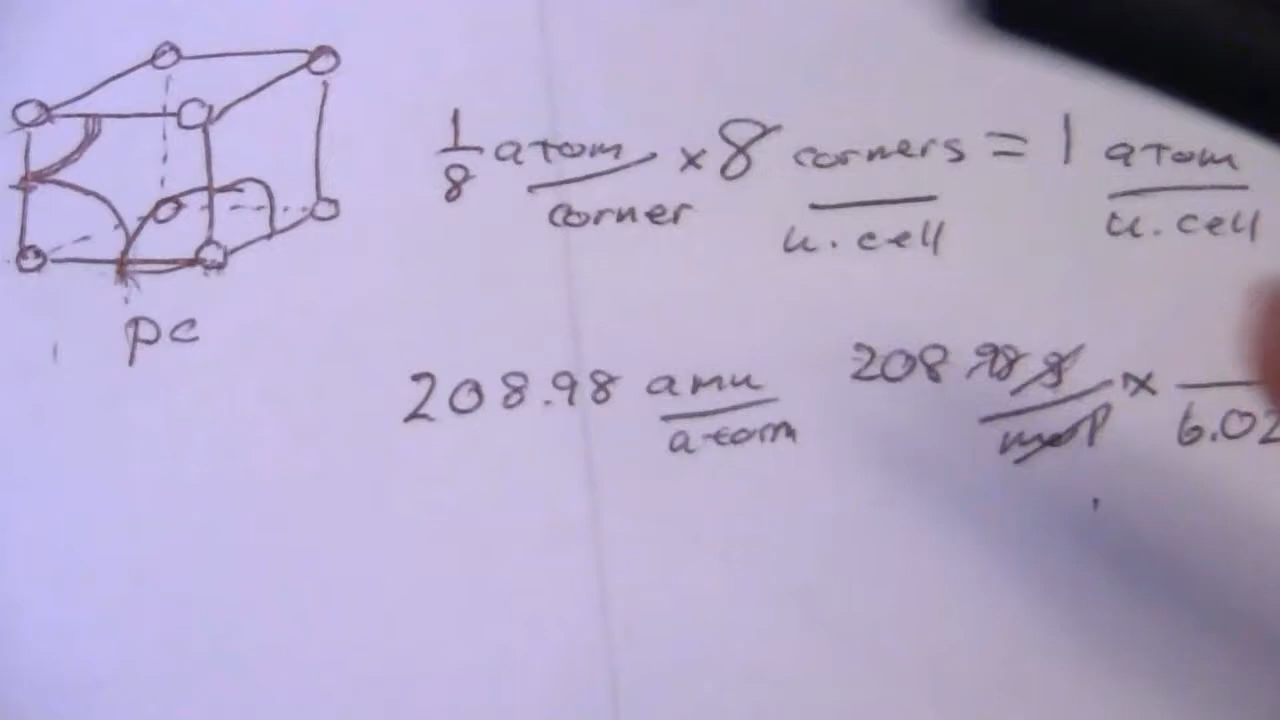 1/8 atom/corner × 8 corners/u.cell = 1 atom/u.cell
pc
208.98 amu/atom 208.98 g/mol × /6.02